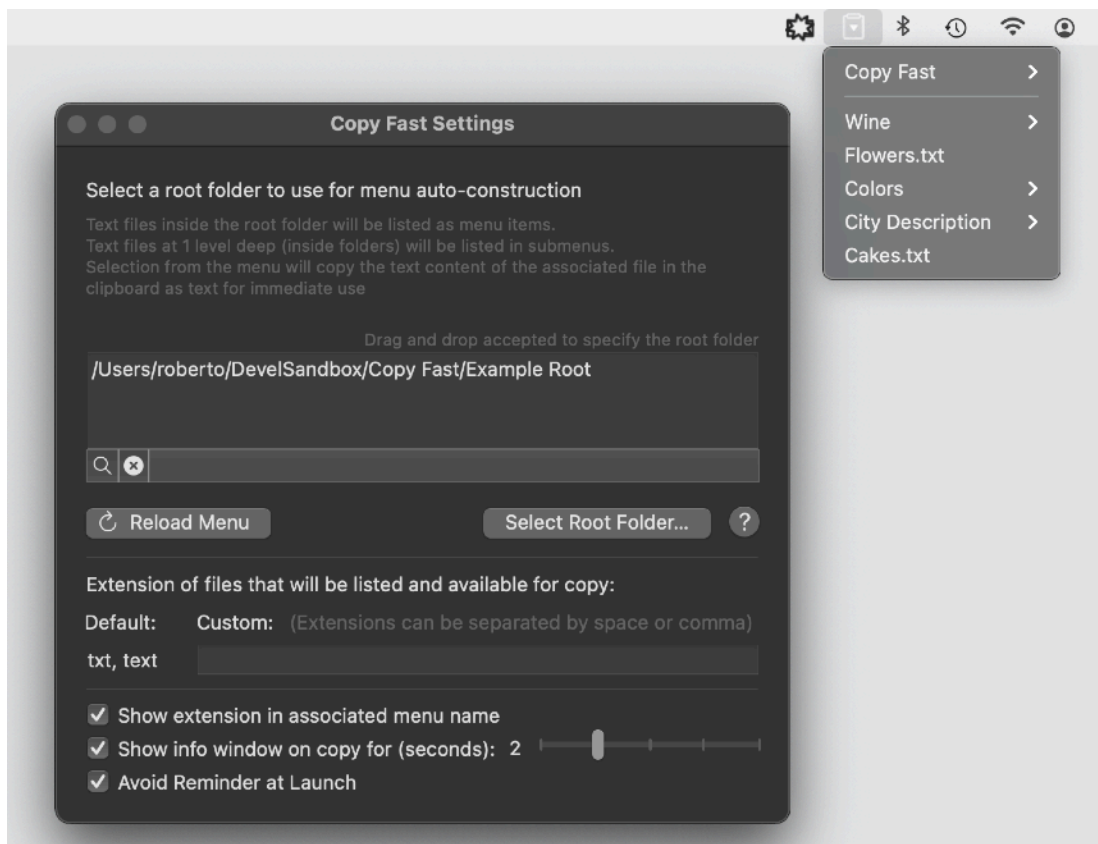 Copy Fast
Wine
Flowers.txt
Colors
City Description
Cakes.txt
Copy Fast Settings
Select a root folder to use for menu auto-construction
Text files inside the root folder will be listed as menu items.
Text files at 1 level deep (inside folders) will be listed in submenus.
Selection from the menu will copy the text content of the associated file in the
clipboard as text for immediate use
Drag and drop accepted to specify the root folder
/Users/roberto/DevelSandbox/Copy Fast/Example Root
Reload Menu
Select Root Folder...
?
Extension of files that will be listed and available for copy:
Default: Custom: (Extensions can be separated by space or comma)
txt, text
Show extension in associated menu name
Show info window on copy for (seconds): 2
Avoid Reminder at Launch